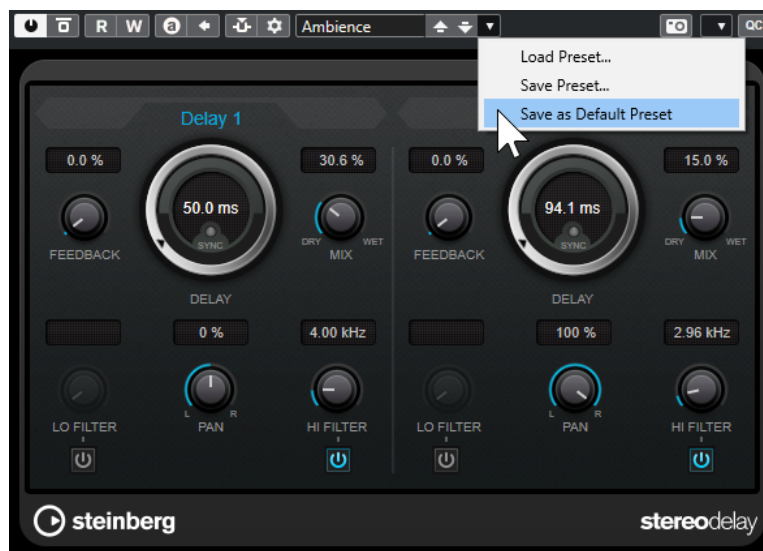 R W a Ambience QC
Load Preset...
Save Preset...
Save as Default Preset
Delay 1
0.0 % 30.6 % 0.0 % 15.0 %
50.0 ms 94.1 ms
SYNC SYNC
DRY WET DRY WET
FEEDBACK MIX FEEDBACK MIX
DELAY DELAY
0 % 4.00 kHz 100 % 2.96 kHz
L R L R
LO FILTER PAN HI FILTER LO FILTER PAN HI FILTER
steinberg stereodelay